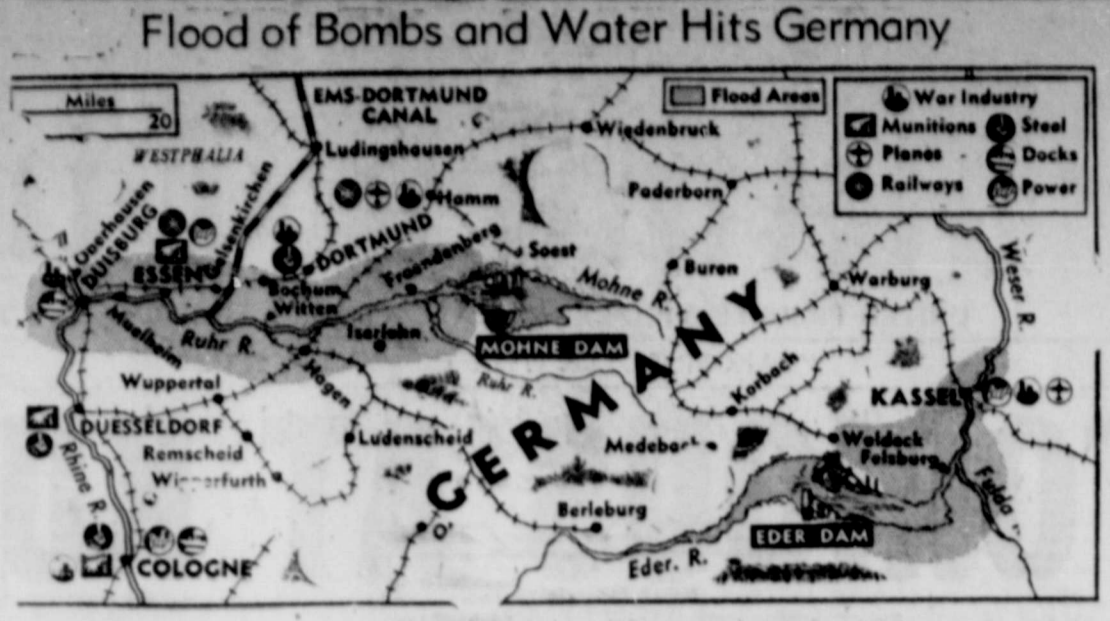 Flood of Bombs and Water Hits Germany
Miles
20
EMS-DORTMUND
CANAL
Flood Areas
War Industry
Munitions
Steel
Planes
Docks
Railways
Power
WESTPHALIA
Ludingshausen
Wiedenbruck
Paderborn
Hamm
DORTMUND
Froendenberg
Soest
Mohne R.
Buren
Warburg
Weser R.
DUISBURG
ESSEN
Bochum
Witten
Iserlohn
Muelheim
Ruhr R.
Hagen
MOHNE DAM
Ruhr R.
GERMANY
Korbach
KASSEL
Wuppertal
DUESSELDORF
Remscheid
Ludenscheid
Medebach
Waldeck
Felsburg
Fulda
Rhine R.
Berleburg
EDER DAM
Eder. R.
COLOGNE